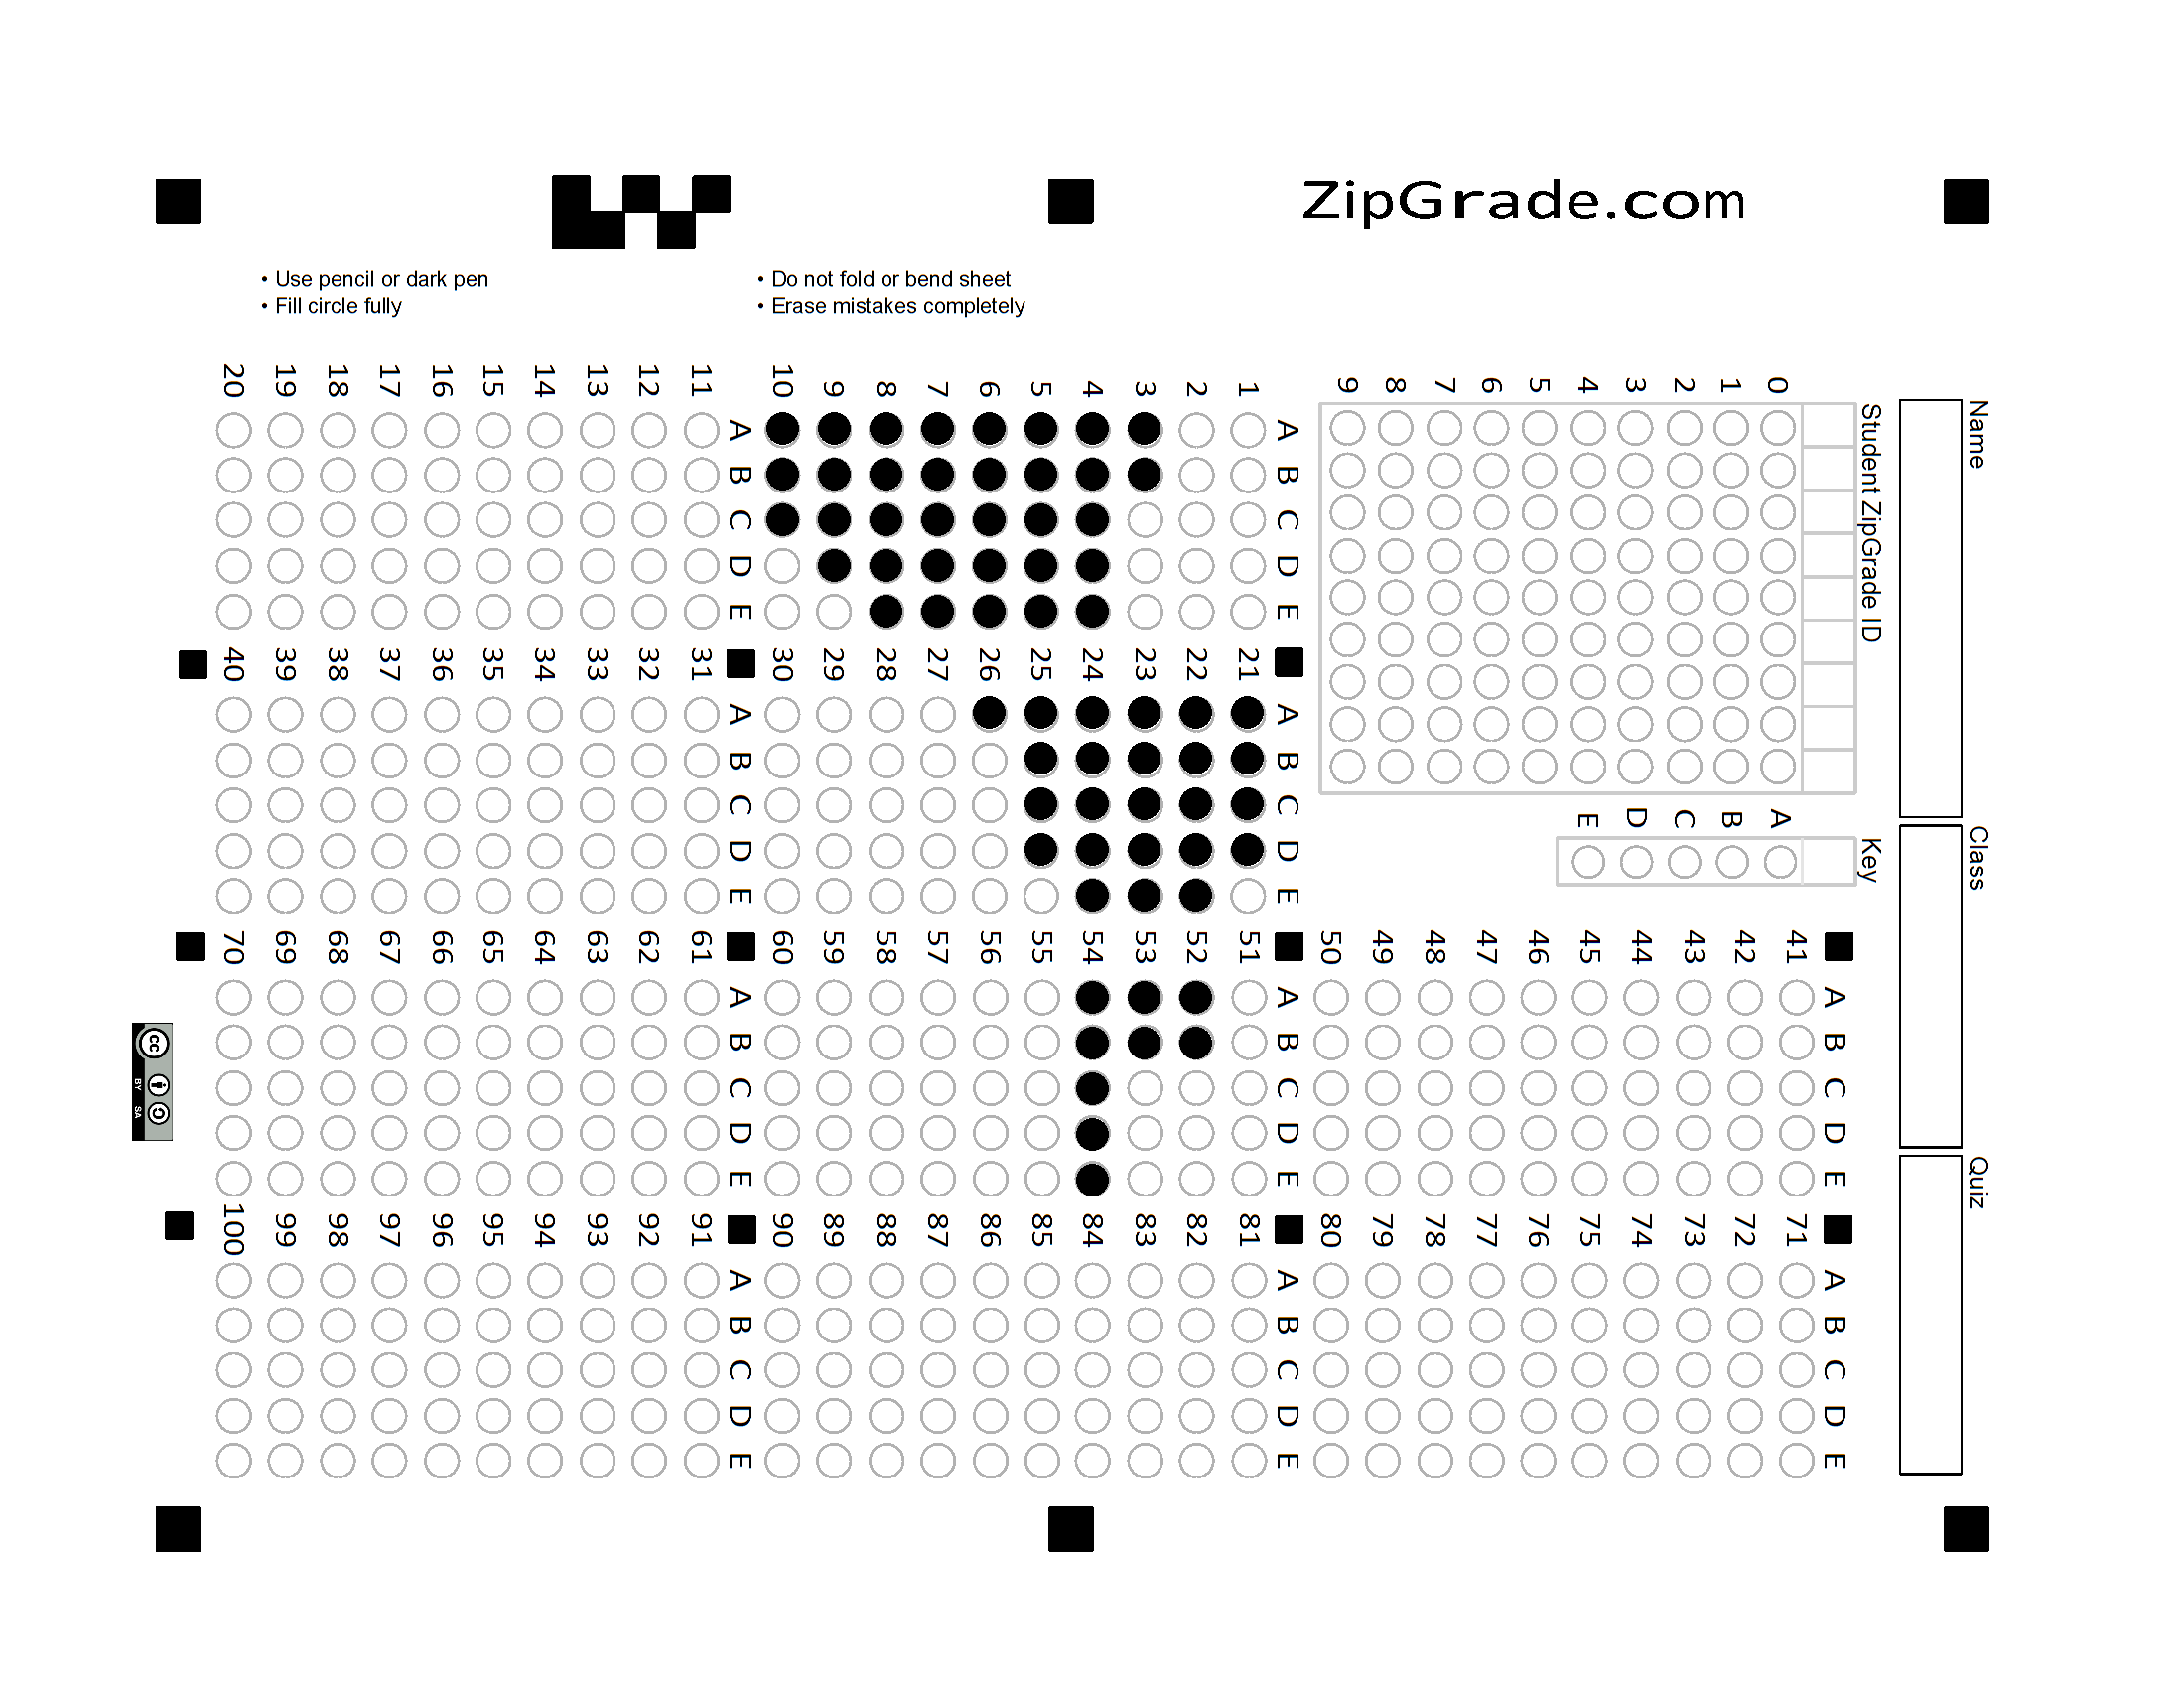 ZipGrade.com
• Use pencil or dark pen
• Fill circle fully
• Do not fold or bend sheet
• Erase mistakes completely
Name
Class
Quiz
Student ZipGrade ID
0 1 2 3 4 5 6 7 8 9
Key
A B C D E
1 2 3 4 5 6 7 8 9 10
A B C D E
11 12 13 14 15 16 17 18 19 20
A B C D E
21 22 23 24 25 26 27 28 29 30
A B C D E
31 32 33 34 35 36 37 38 39 40
A B C D E
41 42 43 44 45 46 47 48 49 50
A B C D E
51 52 53 54 55 56 57 58 59 60
A B C D E
61 62 63 64 65 66 67 68 69 70
A B C D E
71 72 73 74 75 76 77 78 79 80
A B C D E
81 82 83 84 85 86 87 88 89 90
A B C D E
91 92 93 94 95 96 97 98 99 100
A B C D E
cc BY SA